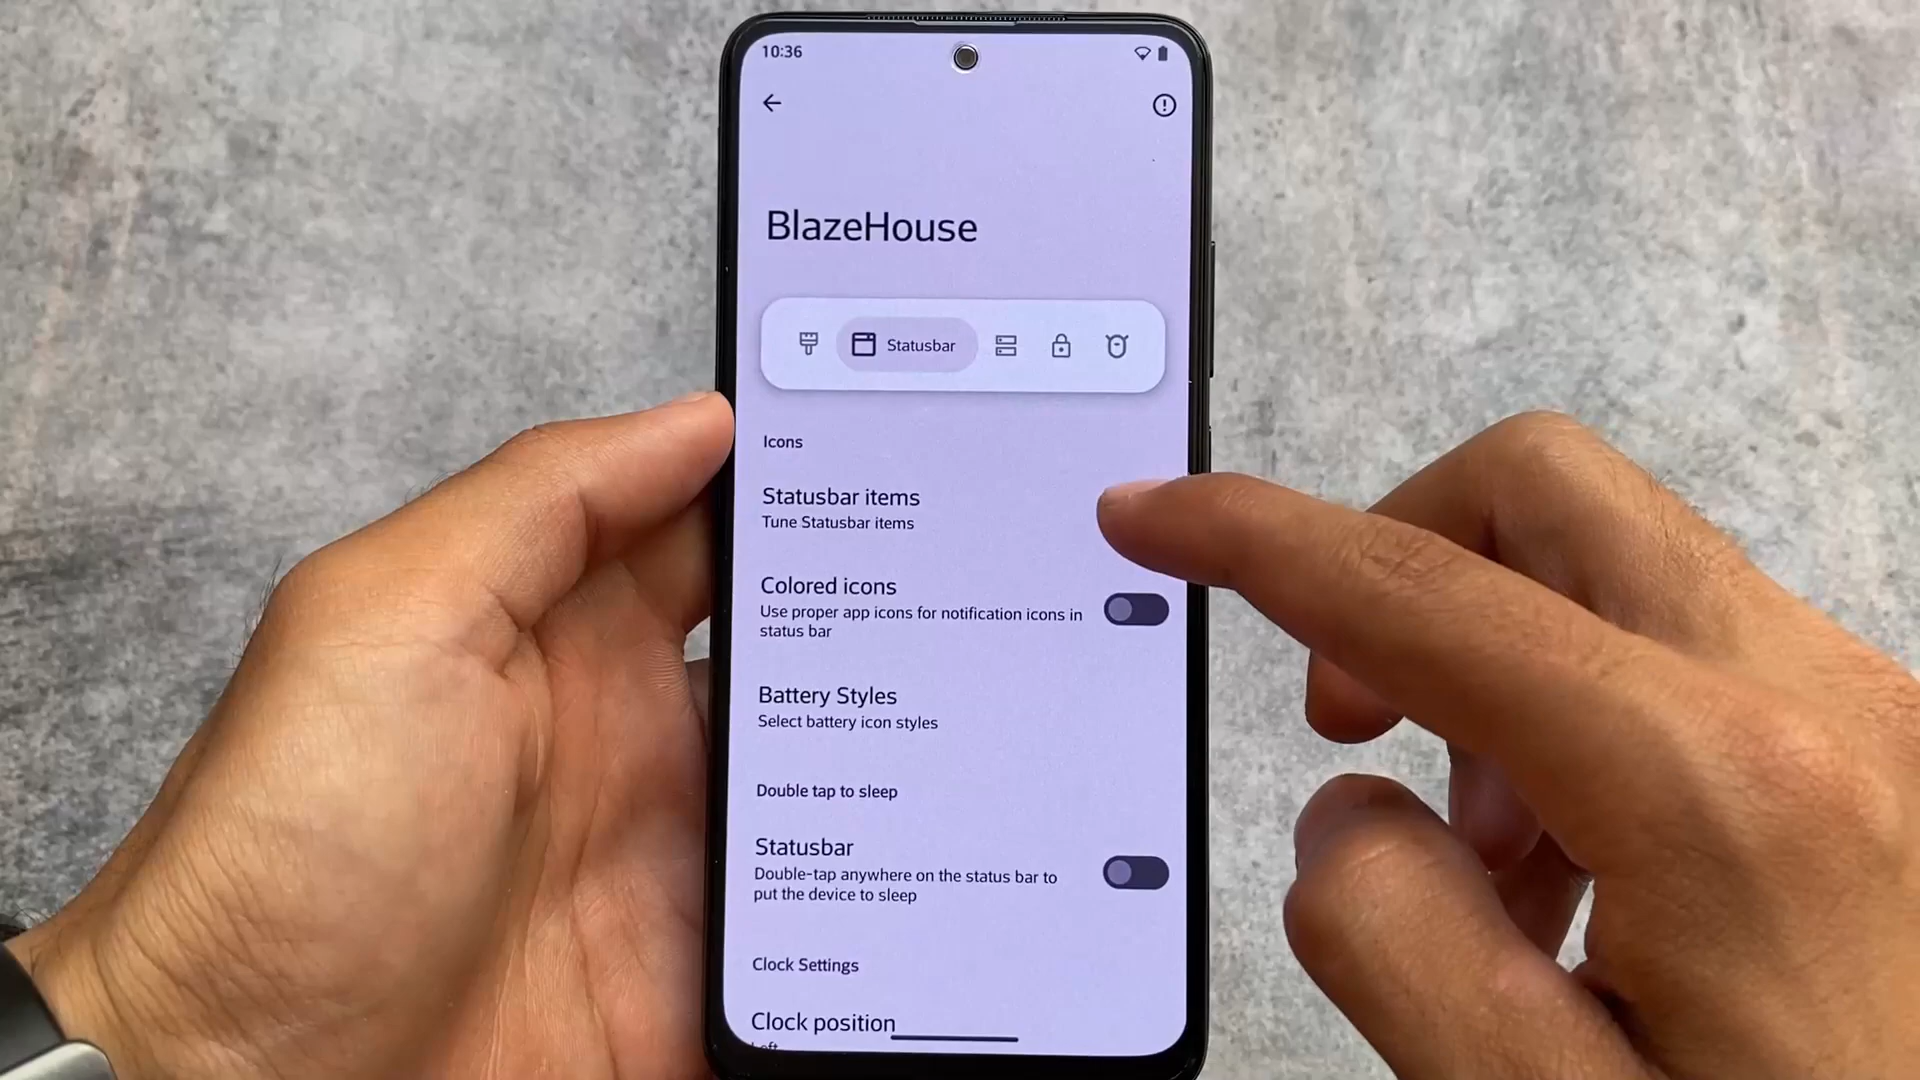 10:36
BlazeHouse
Statusbar
Icons
Statusbar items
Tune Statusbar items
Colored icons
Use proper app icons for notification icons in
status bar
Battery Styles
Select battery icon styles
Double tap to sleep
Statusbar
Double-tap anywhere on the status bar to
put the device to sleep
Clock Settings
Clock position
Left